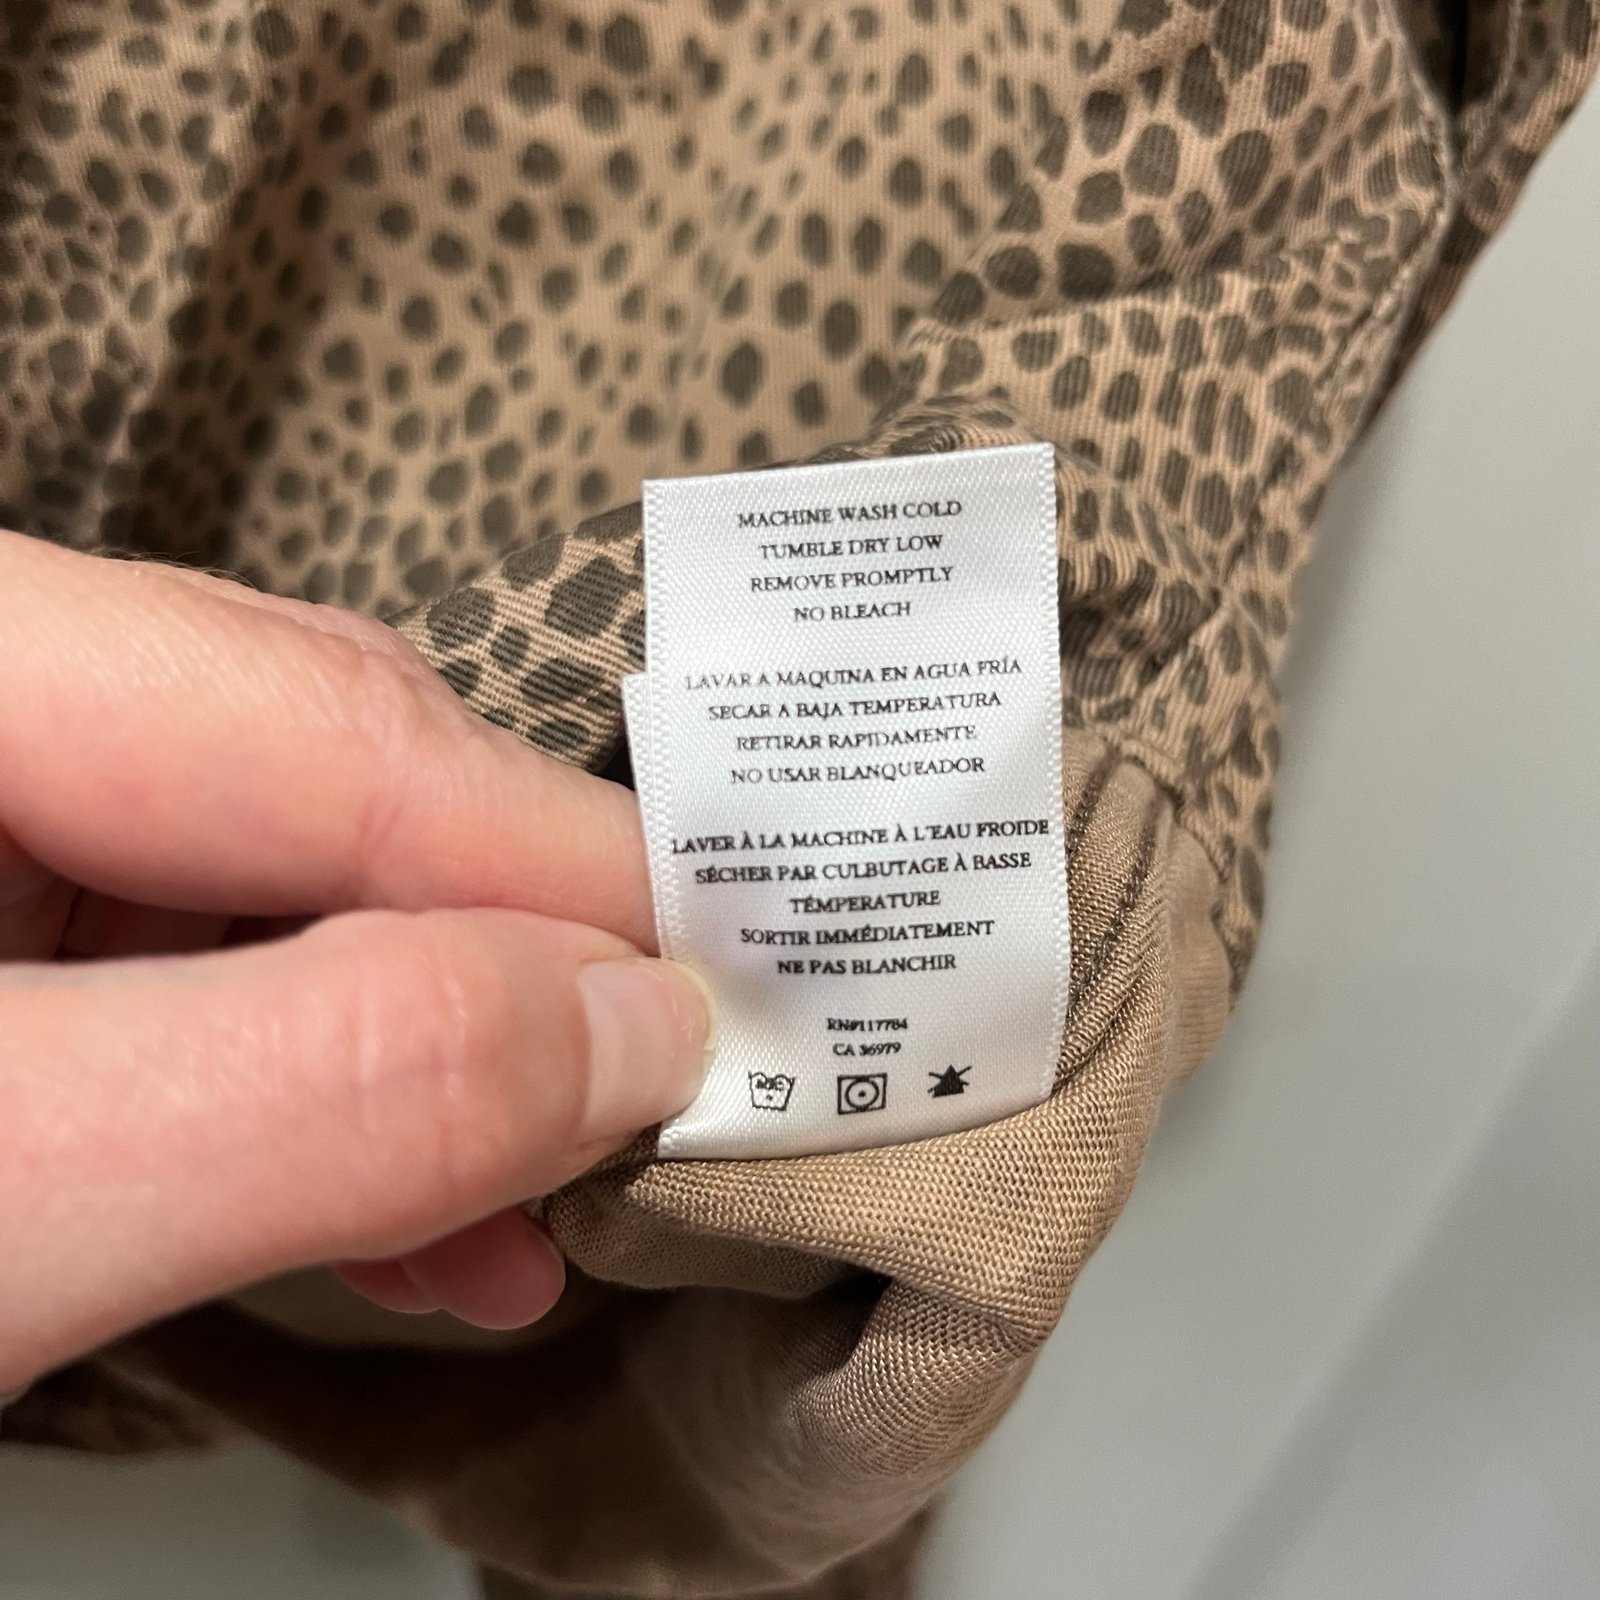 MACHINE WASH COLD
TUMBLE DRY LOW
REMOVE PROMPTLY
NO BLEACH
LAVAR A MAQUINA EN AGUA FRÍA
SECAR A BAJA TEMPERATURA
RETIRAR RAPIDAMENTE
NO USAR BLANQUEADOR
LAVER À LA MACHINE À L'EAU FROIDE
SÉCHER PAR CULBUTAGE À BASSE
TÉMPERATURE
SORTIR IMMÉDIATEMENT
NE PAS BLANCHIR
RN#117784
CA 36979